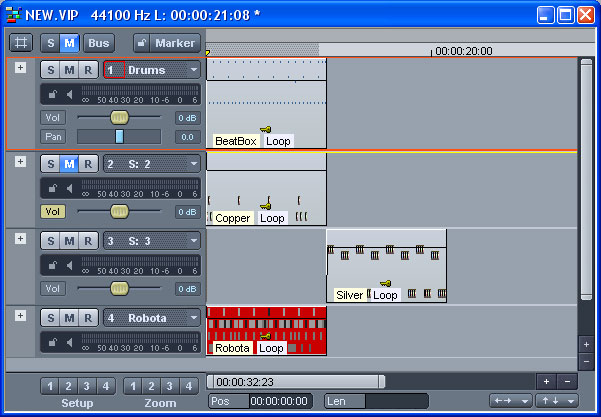 NEW.VIP 44100 Hz L: 00:00:21:08 *
S M Bus Marker
00:00:20:00
S M R 1 Drums
∞ 50 40 30 20 10 -6 0 6
Vol 0 dB
Pan 0.0
BeatBox Loop
S M R 2 S: 2
∞ 50 40 30 20 10 -6 0 6
Vol 0 dB
Copper Loop
S M R 3 S: 3
∞ 50 40 30 20 10 -6 0 6
Vol 0 dB
Silver Loop
S M R 4 Robota
∞ 50 40 30 20 10 -6 0 6
Robota Loop
1 2 3 4 1 2 3 4
Setup Zoom
00:00:32:23
Pos 00:00:00:00 Len